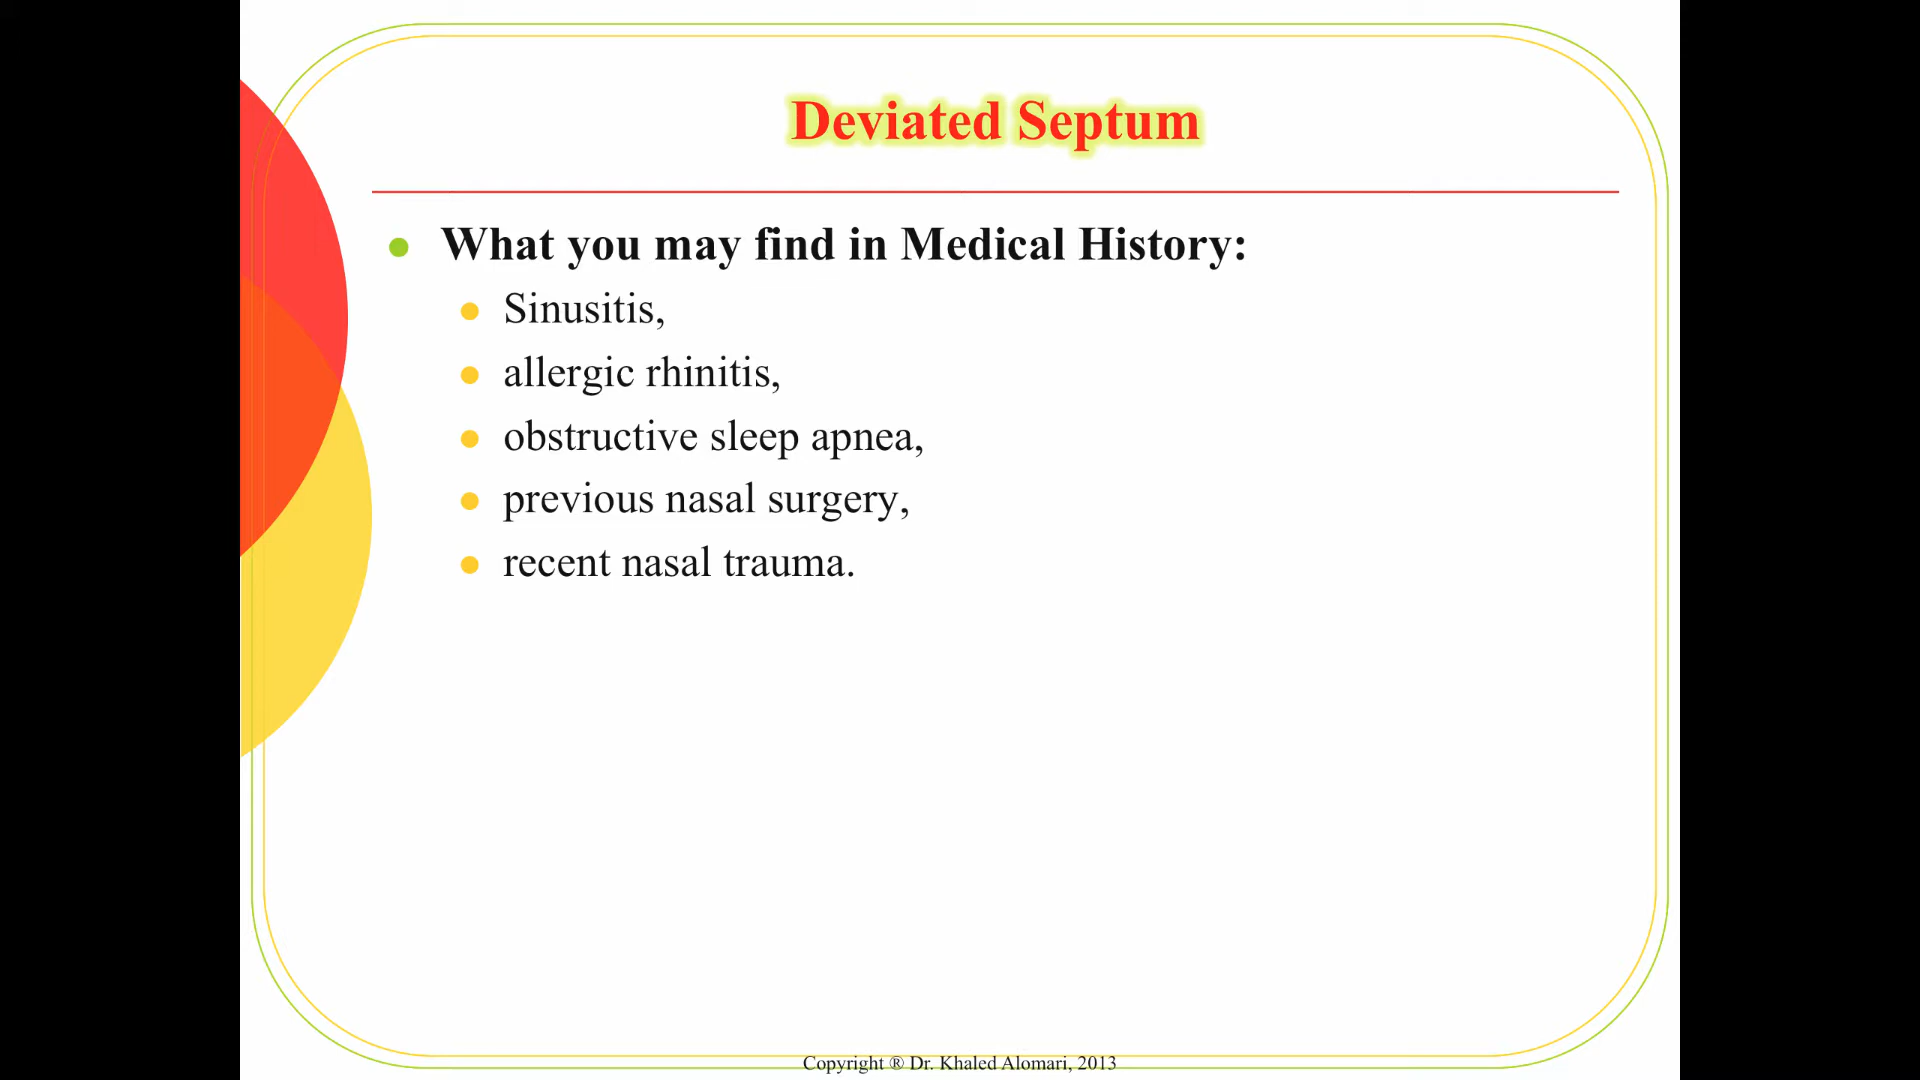 Deviated Septum
What you may find in Medical History:
Sinusitis,
allergic rhinitis,
obstructive sleep apnea,
previous nasal surgery,
recent nasal trauma.
Copyright ® Dr. Khaled Alomari, 2013